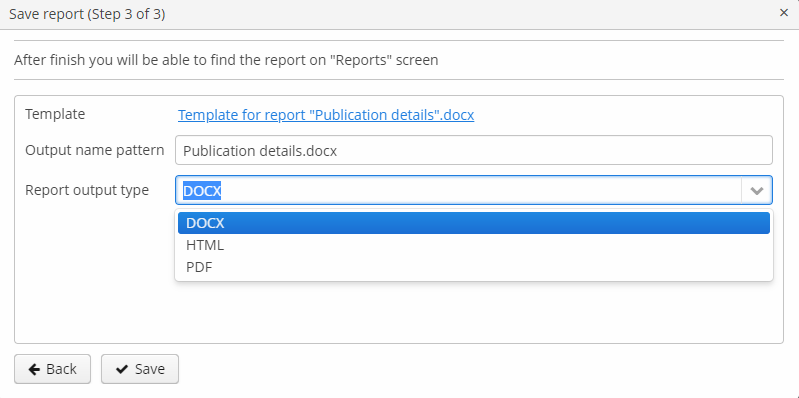 Save report (Step 3 of 3)
After finish you will be able to find the report on "Reports" screen
Template Template for report "Publication details".docx
Output name pattern Publication details.docx
Report output type DOCX
DOCX
HTML
PDF
Back Save